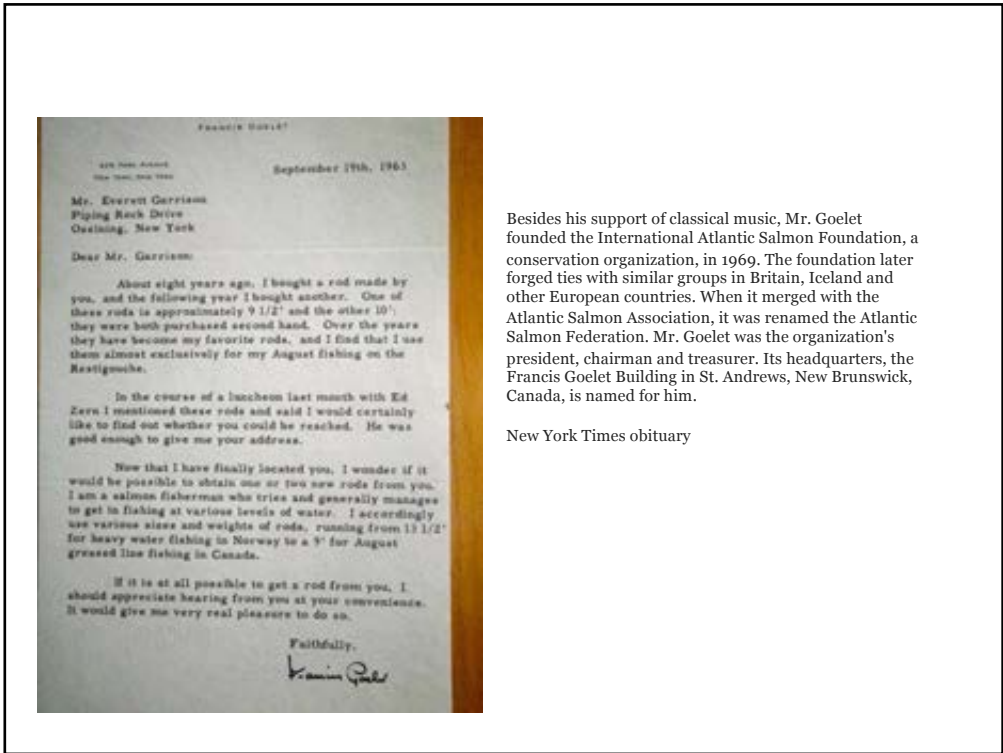 FRANCIS GOELET
New York, New York
September 19th, 1963
Mr. Everett Garrison
Piping Rock Drive
Ossining, New York
Dear Mr. Garrison:
About eight years ago, I bought a rod made by
you, and the following year I bought another. One of
these rods is approximately 9 1/2' and the other 10';
they were both purchased second hand. Over the years
they have become my favorite rods, and I find that I use
them almost exclusively for my August fishing on the
Restigouche.
In the course of a luncheon last month with Ed
Zern I mentioned these rods and said I would certainly
like to find out whether you could be reached. He was
good enough to give me your address.
Now that I have finally located you, I wonder if it
would be possible to obtain one or two new rods from you.
I am a salmon fisherman who tries and generally manages
to get in fishing at various levels of water. I accordingly
use various sizes and weights of rods, running from 13 1/2'
for heavy water fishing in Norway to a 9' for August
greased line fishing in Canada.
If it is at all possible to get a rod from you, I
should appreciate hearing from you at your convenience.
It would give me very real pleasure to do so.
Faithfully,
Francis Goelet
Besides his support of classical music, Mr. Goelet
founded the International Atlantic Salmon Foundation, a
conservation organization, in 1969. The foundation later
forged ties with similar groups in Britain, Iceland and
other European countries. When it merged with the
Atlantic Salmon Association, it was renamed the Atlantic
Salmon Federation. Mr. Goelet was the organization's
president, chairman and treasurer. Its headquarters, the
Francis Goelet Building in St. Andrews, New Brunswick,
Canada, is named for him.
New York Times obituary